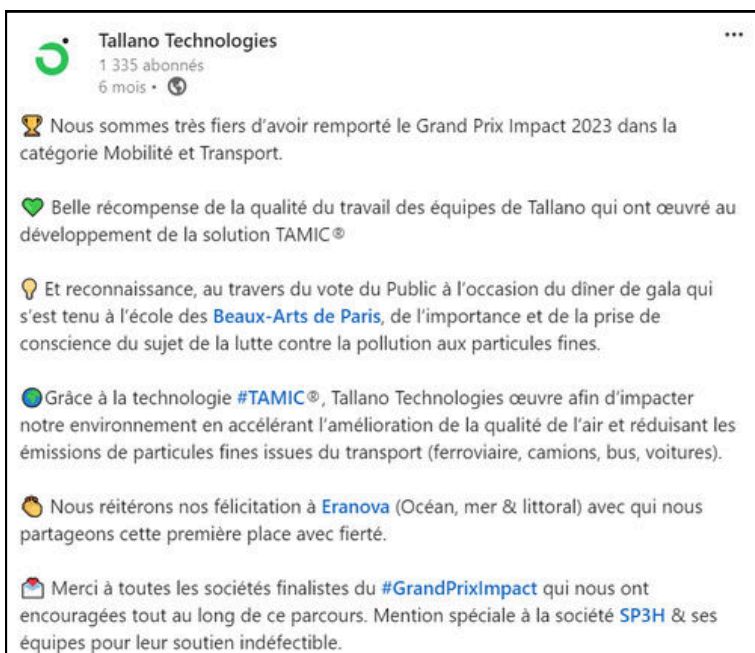 Tallano Technologies
1 335 abonnés
6 mois •
🏆 Nous sommes très fiers d'avoir remporté le Grand Prix Impact 2023 dans la
catégorie Mobilité et Transport.
💚 Belle récompense de la qualité du travail des équipes de Tallano qui ont œuvré au
développement de la solution TAMIC®
💡 Et reconnaissance, au travers du vote du Public à l'occasion du dîner de gala qui
s'est tenu à l'école des Beaux-Arts de Paris, de l'importance et de la prise de
conscience du sujet de la lutte contre la pollution aux particules fines.
🌍Grâce à la technologie #TAMIC®, Tallano Technologies œuvre afin d'impacter
notre environnement en accélérant l'amélioration de la qualité de l'air et réduisant les
émissions de particules fines issues du transport (ferroviaire, camions, bus, voitures).
👏 Nous réitérons nos félicitation à Eranova (Océan, mer & littoral) avec qui nous
partageons cette première place avec fierté.
💌 Merci à toutes les sociétés finalistes du #GrandPrixImpact qui nous ont
encouragées tout au long de ce parcours. Mention spéciale à la société SP3H & ses
équipes pour leur soutien indéfectible.